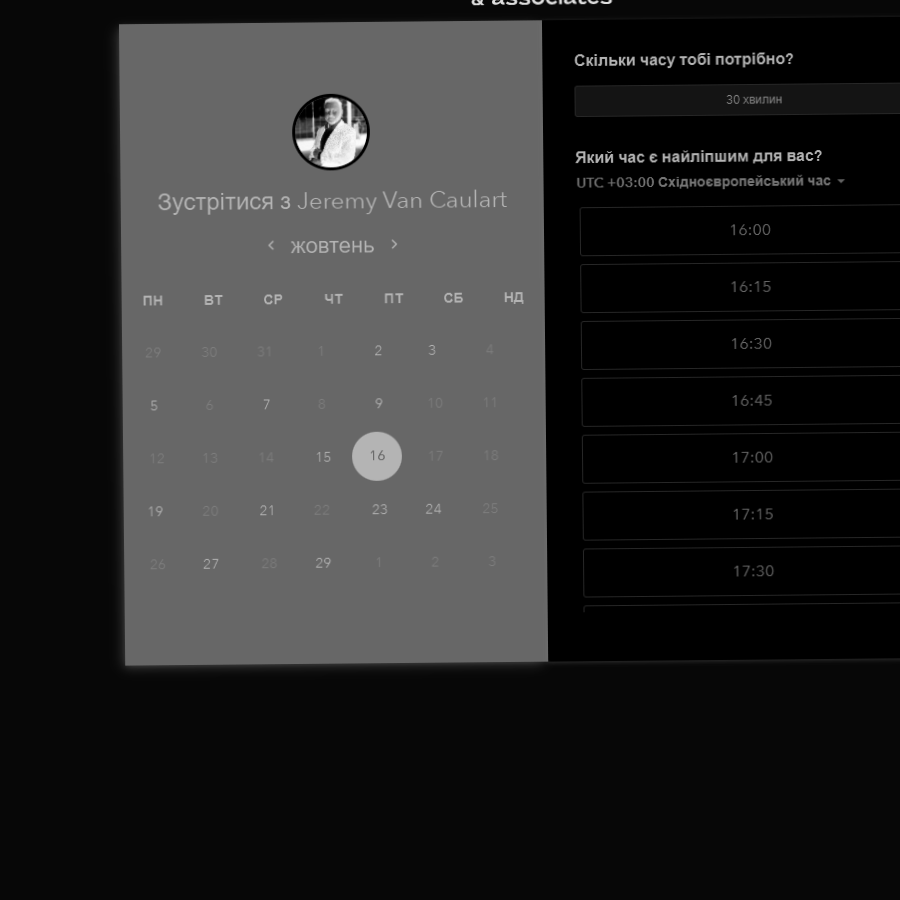 & associates
Зустрітися з Jeremy Van Caulart
жовтень
ПН ВТ СР ЧТ ПТ СБ НД
29 30 31 1 2 3 4
5 6 7 8 9 10 11
12 13 14 15 16 17 18
19 20 21 22 23 24 25
26 27 28 29 1 2 3
Скільки часу тобі потрібно?
30 хвилин
Який час є найліпшим для вас?
UTC +03:00 Східноєвропейський час
16:00
16:15
16:30
16:45
17:00
17:15
17:30